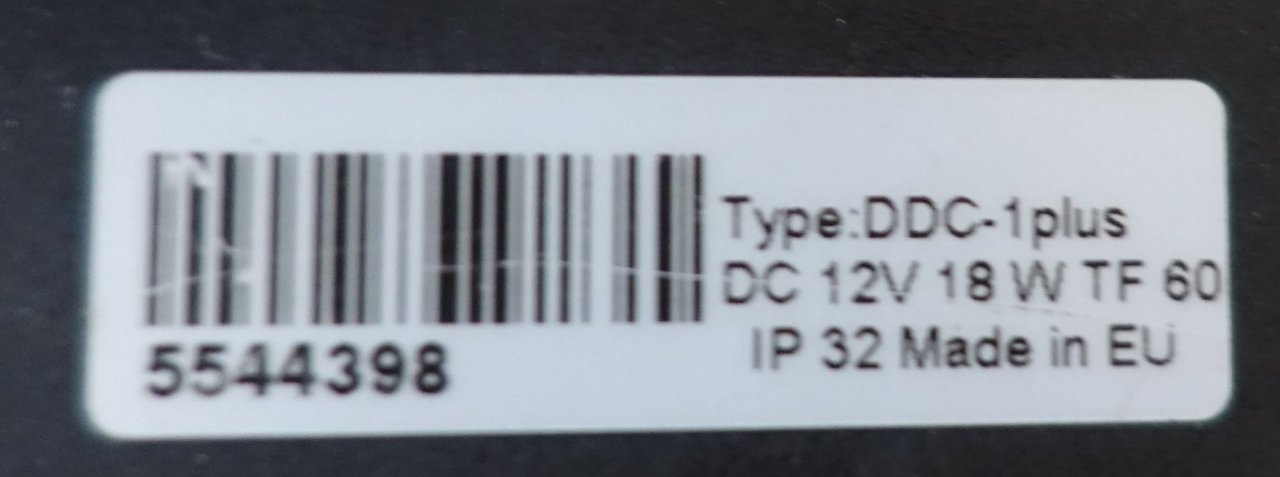 Type:DDC-1plus
DC 12V 18 W TF 60
IP 32 Made in EU
5544398